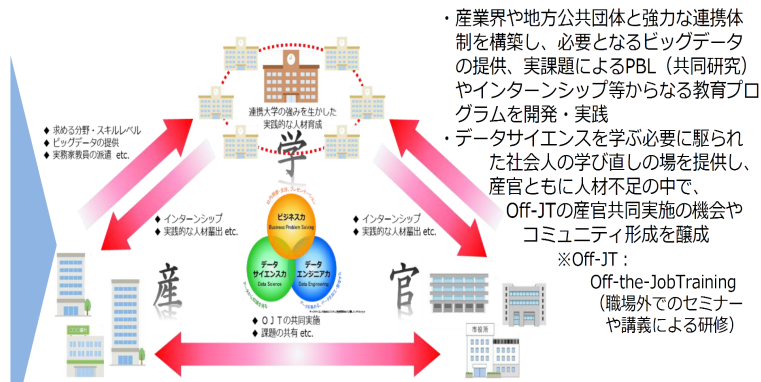 連携大学の強みを生かした
実践的な人材育成
学
◆ 求める分野・スキルレベル
◆ ビッグデータの提供
◆ 実務家教員の派遣 etc.
◆ インターンシップ
◆ 実践的な人材輩出 etc.
◆ インターンシップ
◆ 実践的な人材輩出 etc.
ビジネス力
Business Problem Solving
データ
サイエンス力
Data Science
データ
エンジニア力
Data Engineering
産
官
市役所
◆ OJTの共同実施
◆ 課題の共有 etc.
・産業界や地方公共団体と強力な連携体
制を構築し、必要となるビッグデータ
の提供、実課題によるPBL（共同研究）
やインターンシップ等からなる教育プロ
グラムを開発・実践
・データサイエンスを学ぶ必要に駆られ
た社会人の学び直しの場を提供し、
産官ともに人材不足の中で、
Off-JTの産官共同実施の機会や
コミュニティ形成を醸成
※Off-JT：
Off-the-JobTraining
（職場外でのセミナー
や講義による研修）